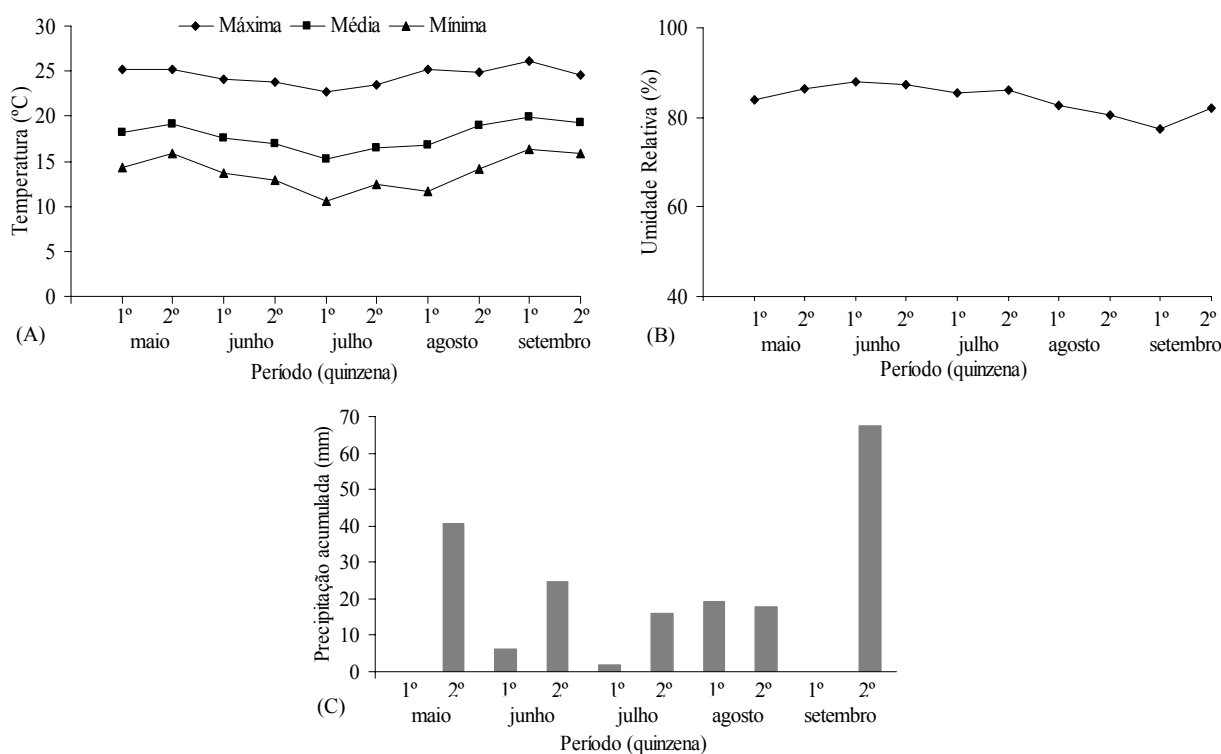 Máxima Média Mínima
Temperatura (ºC)
30
25
20
15
10
5
0
1º 2º 1º 2º 1º 2º 1º 2º 1º 2º
maio junho julho agosto setembro
Período (quinzena)
(A)
Umidade Relativa (%)
100
80
60
40
1º 2º 1º 2º 1º 2º 1º 2º 1º 2º
maio junho julho agosto setembro
Período (quinzena)
(B)
Precipitação acumulada (mm)
70
60
50
40
30
20
10
0
1º 2º 1º 2º 1º 2º 1º 2º 1º 2º
maio junho julho agosto setembro
Período (quinzena)
(C)